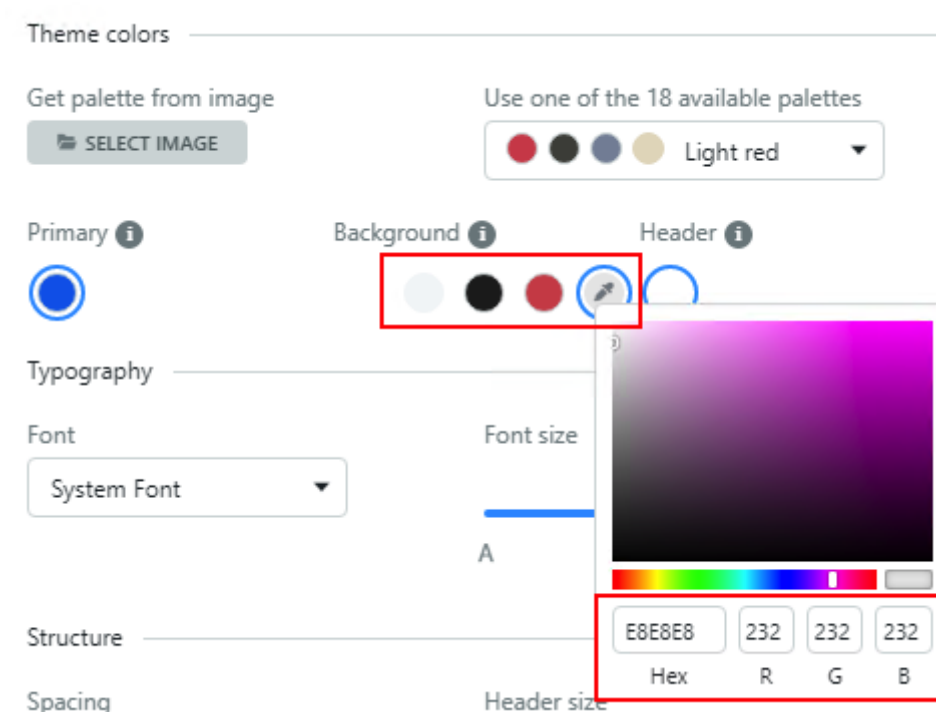 Theme colors
Get palette from image
Use one of the 18 available palettes
SELECT IMAGE
Light red
Primary
Background
Header
Typography
Font
Font size
System Font
A
Structure
E8E8E8
232
232
232
Hex
R
G
B
Spacing
Header size